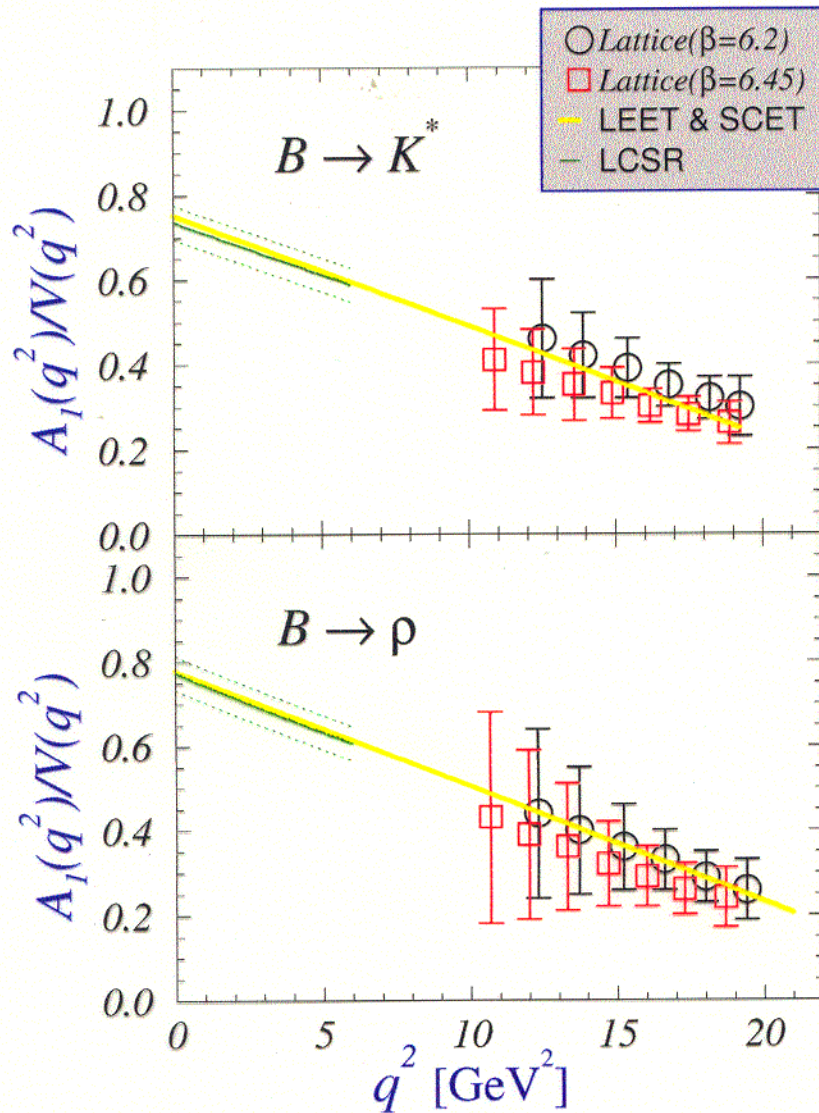 Lattice(β=6.2)
Lattice(β=6.45)
LEET & SCET
LCSR
B → K*
A₁(q²)/V(q²)
1.0
0.8
0.6
0.4
0.2
0.0
B → ρ
A₁(q²)/V(q²)
1.0
0.8
0.6
0.4
0.2
0.0
0 5 10 15 20
q² [GeV²]